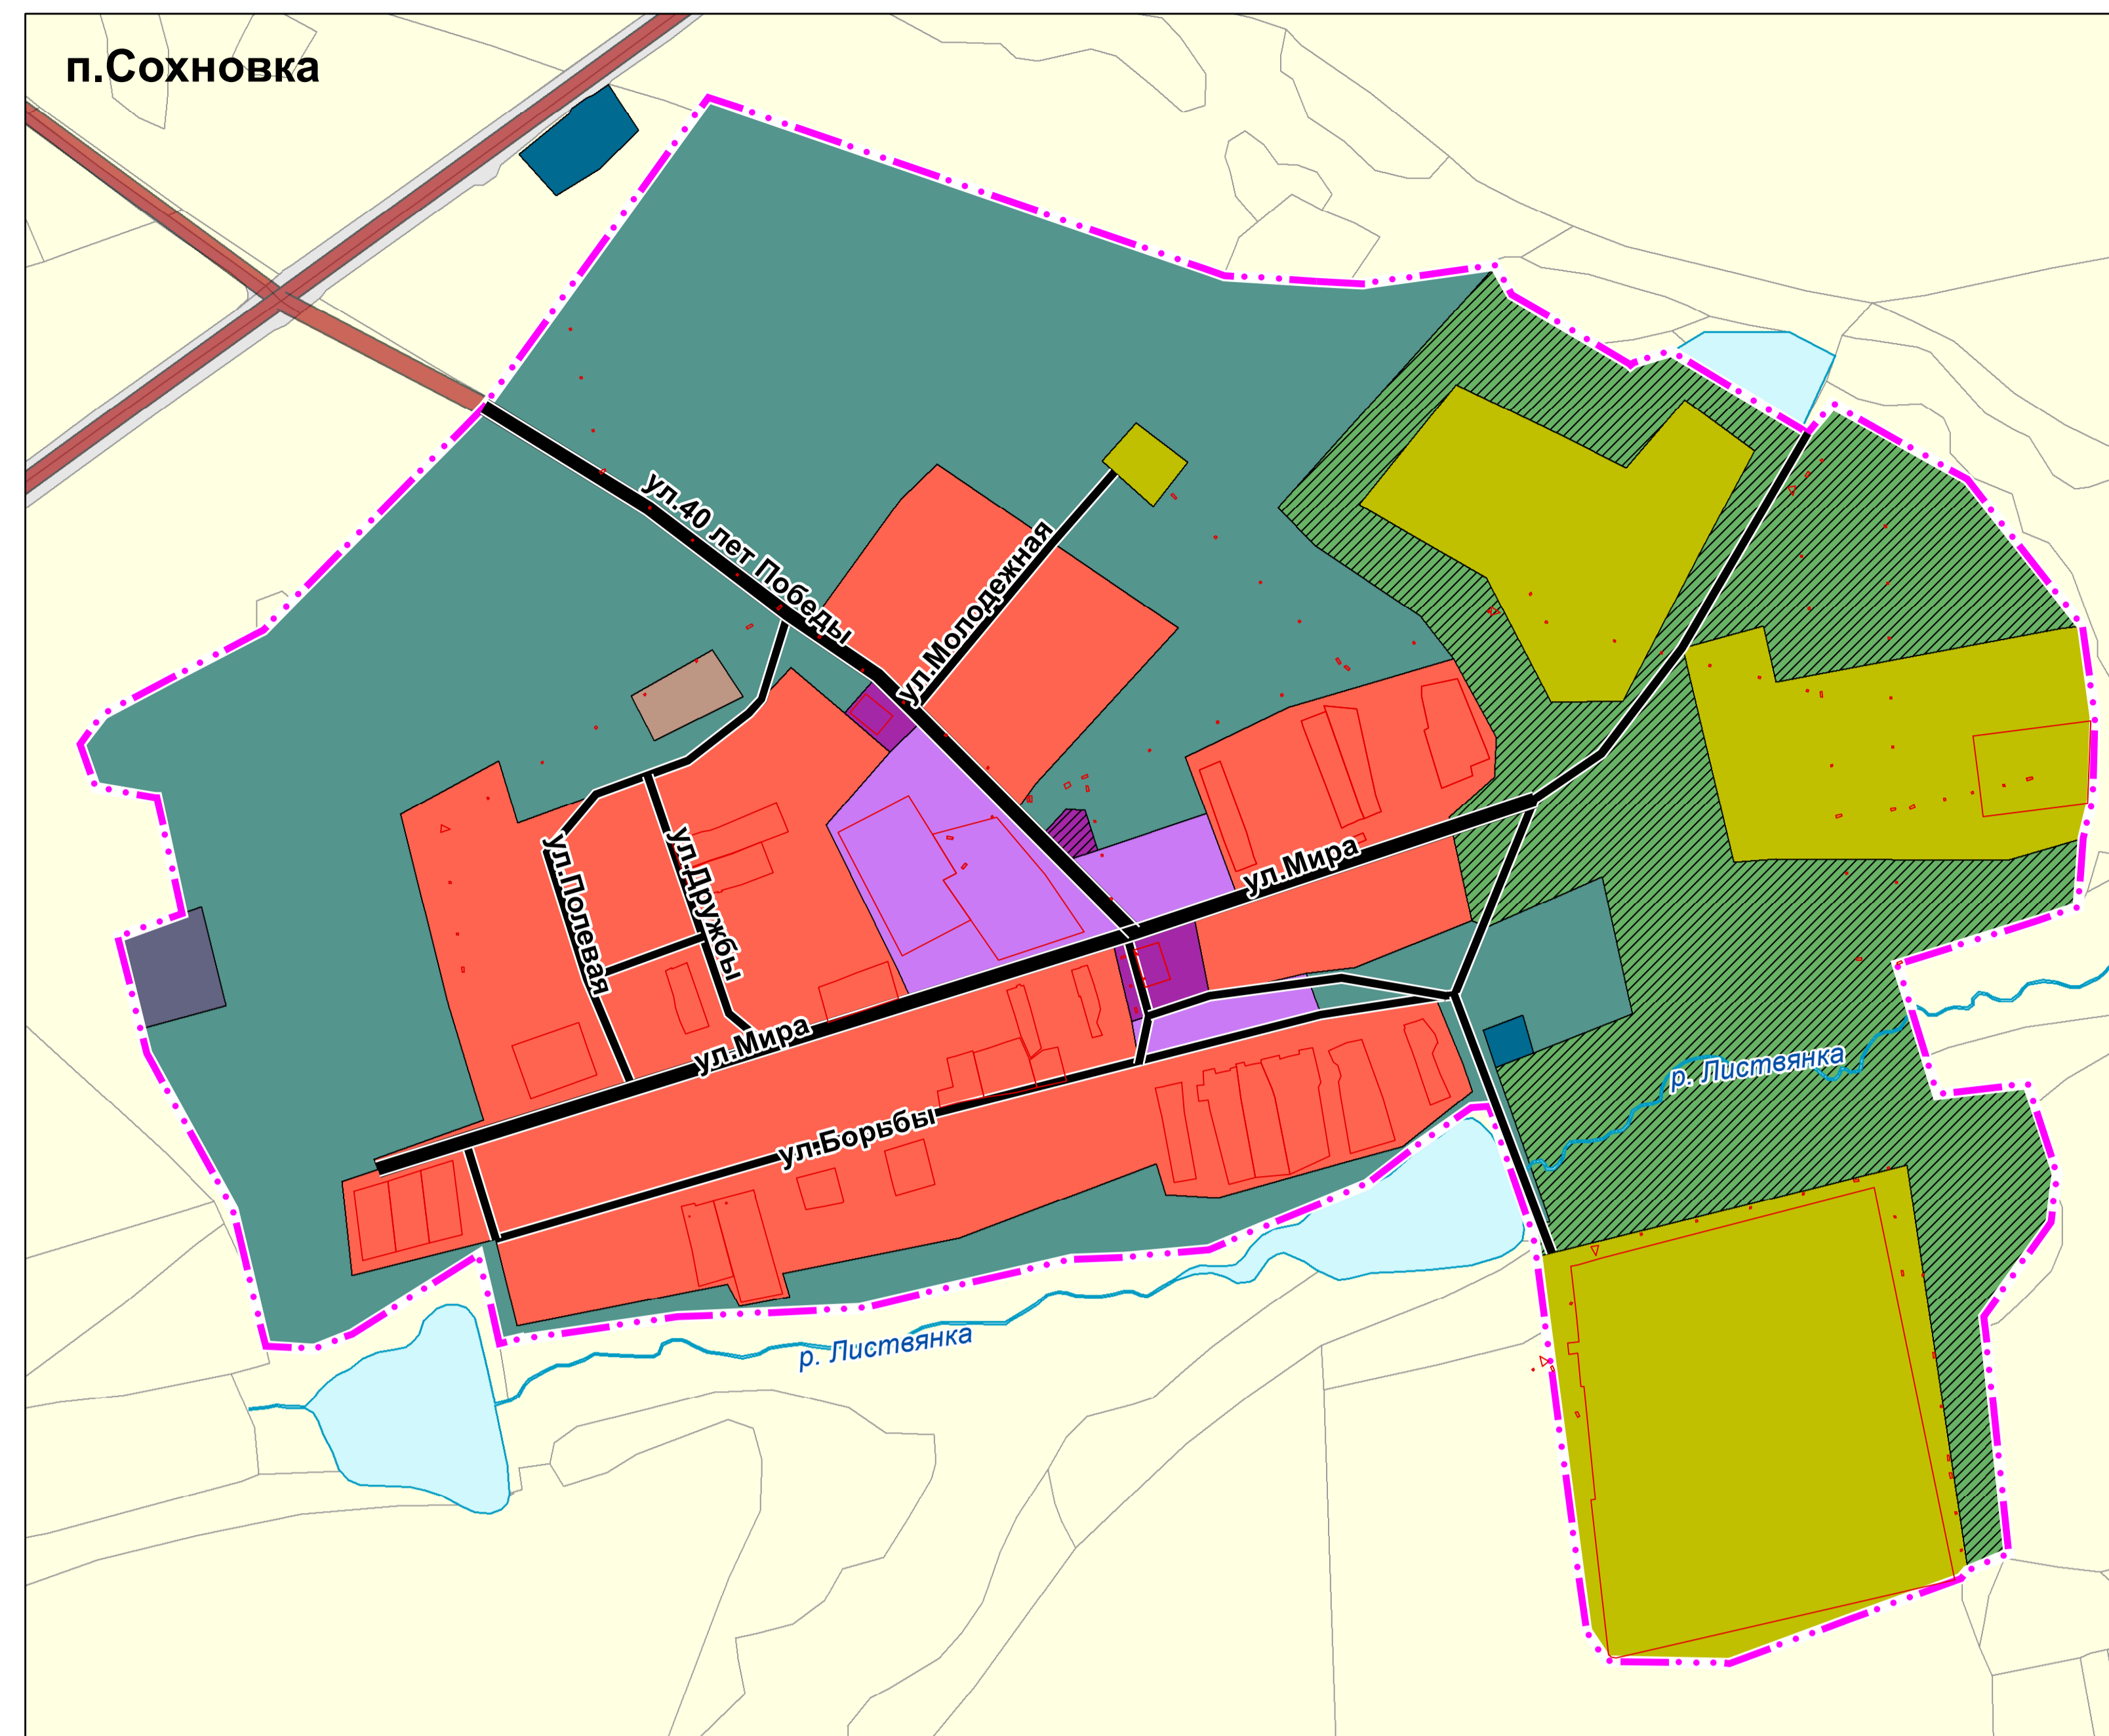 п.Сохновка
ул.40 лет Победы
ул.Молодежная
ул.Полевая
ул.Дружбы
ул.Мира
ул.Мира
р. Листвянка
ул.Борьбы
р. Листвянка